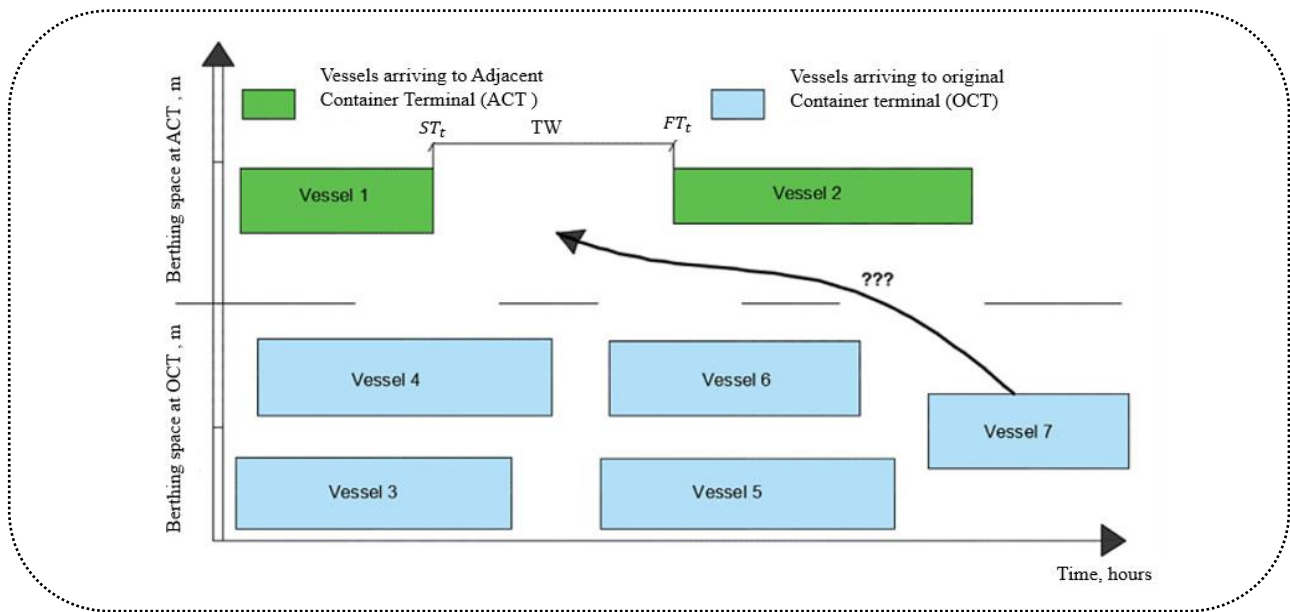 Vessels arriving to Adjacent
Container Terminal (ACT )
Vessels arriving to original
Container terminal (OCT)
Berthing space at ACT , m
ST_t
TW
FT_t
Vessel 1
Vessel 2
???
Berthing space at OCT , m
Vessel 4
Vessel 6
Vessel 7
Vessel 3
Vessel 5
Time, hours